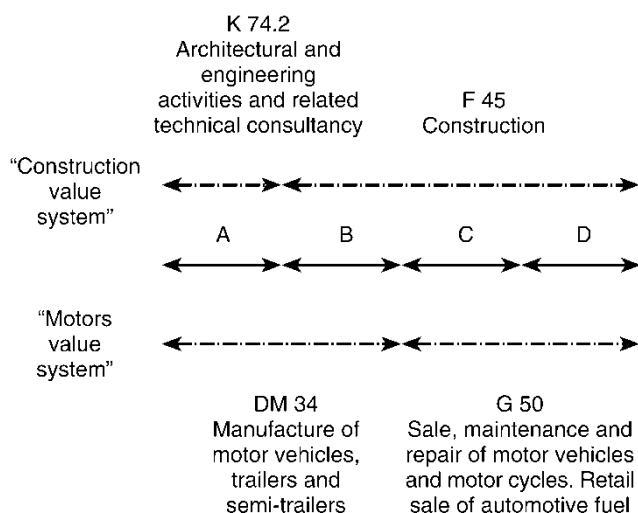 K 74.2
Architectural and
engineering
activities and related
technical consultancy
F 45
Construction
“Construction
value
system”
A B C D
“Motors
value
system”
DM 34
Manufacture of
motor vehicles,
trailers and
semi-trailers
G 50
Sale, maintenance and
repair of motor vehicles
and motor cycles. Retail
sale of automotive fuel